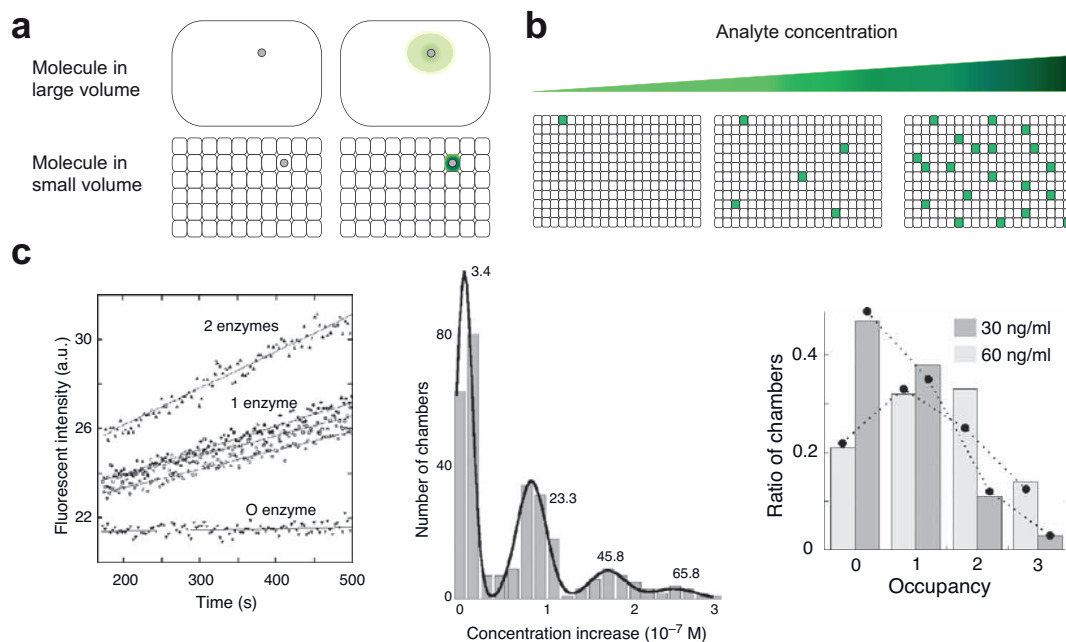 a
Molecule in
large volume
Molecule in
small volume
b
Analyte concentration
c
Fluorescent intensity (a.u.)
30
26
22
2 enzymes
1 enzyme
O enzyme
200
300
400
500
Time (s)
Number of chambers
80
40
0
3.4
23.3
45.8
65.8
0
1
2
3
Concentration increase (10⁻⁷ M)
Ratio of chambers
0.4
0.2
0
30 ng/ml
60 ng/ml
0
1
2
3
Occupancy